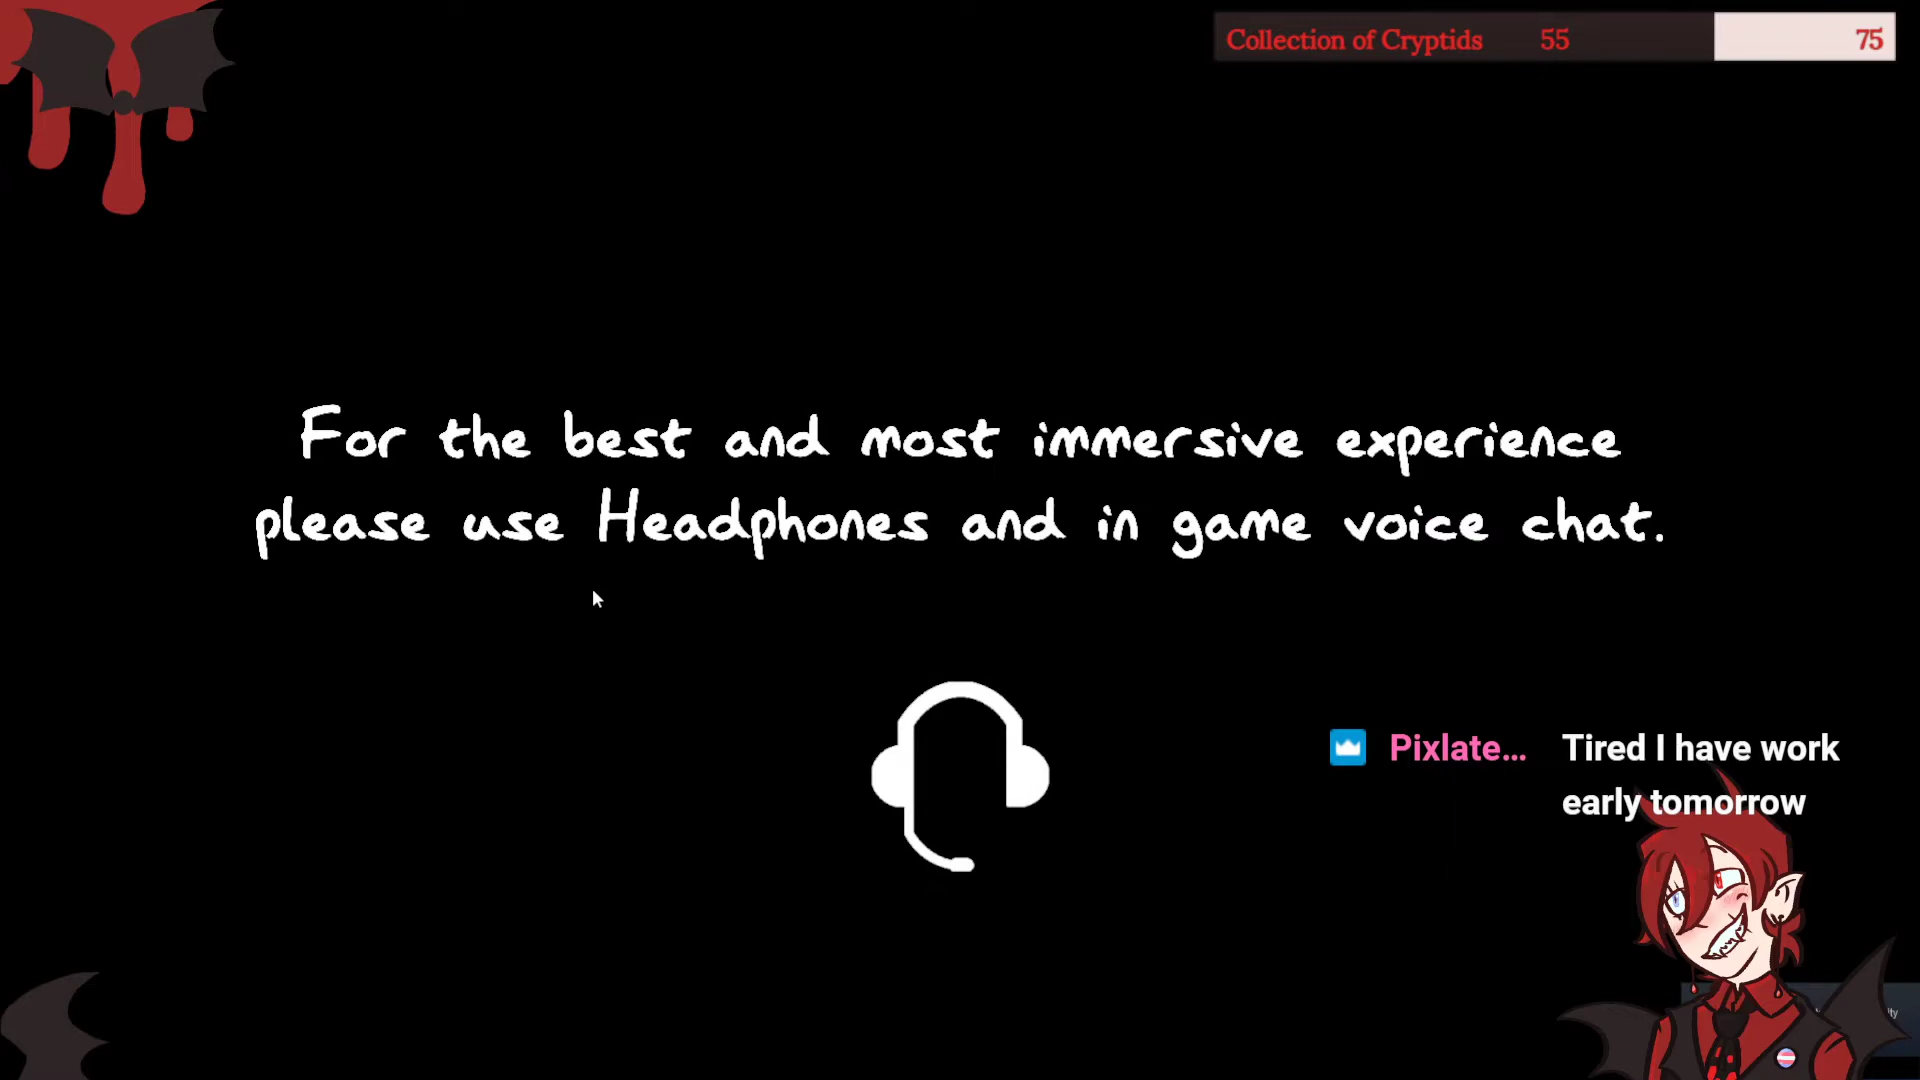 Collection of Cryptids 55 75
For the best and most immersive experience
please use Headphones and in game voice chat.
Pixlate... Tired I have work
early tomorrow